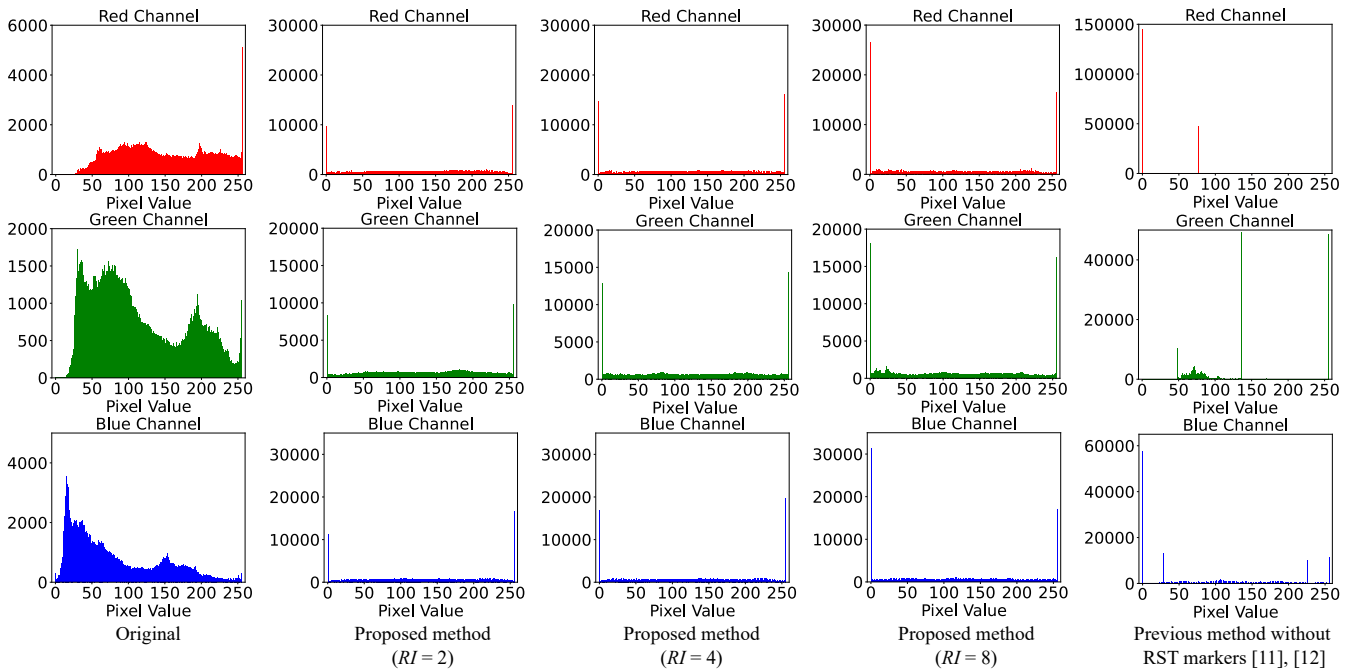 Red Channel
6000
4000
2000
0
0 50 100 150 200 250
Pixel Value
Red Channel
30000
20000
10000
0
0 50 100 150 200 250
Pixel Value
Red Channel
30000
20000
10000
0
0 50 100 150 200 250
Pixel Value
Red Channel
30000
20000
10000
0
0 50 100 150 200 250
Pixel Value
Red Channel
150000
100000
50000
0
0 50 100 150 200 250
Pixel Value
Green Channel
2000
1500
1000
500
0
0 50 100 150 200 250
Pixel Value
Green Channel
20000
15000
10000
5000
0
0 50 100 150 200 250
Pixel Value
Green Channel
20000
15000
10000
5000
0
0 50 100 150 200 250
Pixel Value
Green Channel
20000
15000
10000
5000
0
0 50 100 150 200 250
Pixel Value
Green Channel
40000
20000
0
0 50 100 150 200 250
Pixel Value
Blue Channel
4000
2000
0
0 50 100 150 200 250
Pixel Value
Blue Channel
30000
20000
10000
0
0 50 100 150 200 250
Pixel Value
Blue Channel
30000
20000
10000
0
0 50 100 150 200 250
Pixel Value
Blue Channel
30000
20000
10000
0
0 50 100 150 200 250
Pixel Value
Blue Channel
60000
40000
20000
0
0 50 100 150 200 250
Pixel Value
Original
Proposed method
(RI = 2)
Proposed method
(RI = 4)
Proposed method
(RI = 8)
Previous method without
RST markers [11], [12]